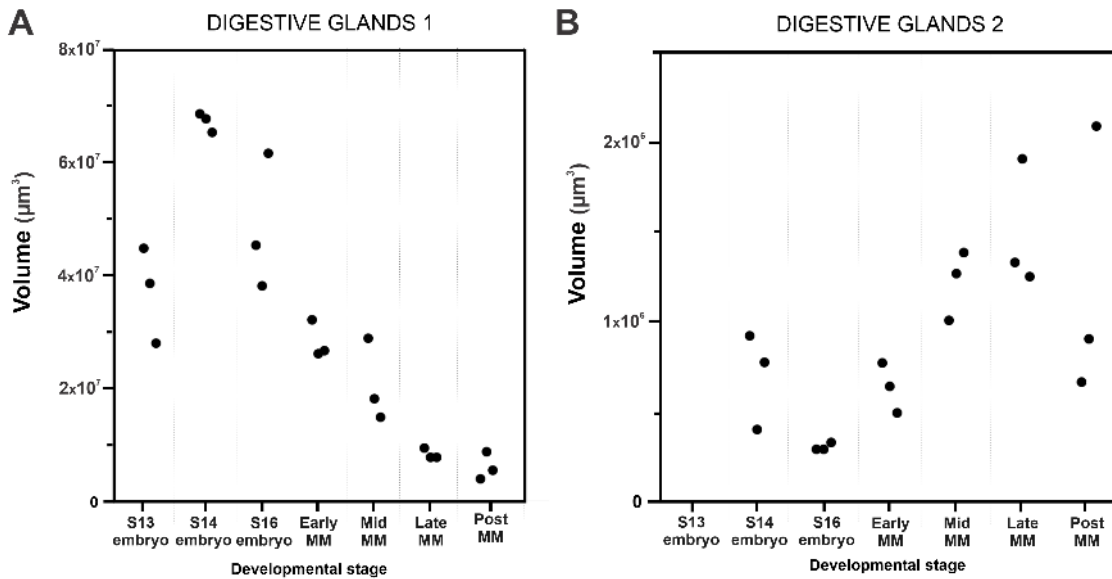 A
DIGESTIVE GLANDS 1
8x10⁷
6x10⁷
4x10⁷
2x10⁷
0
Volume (μm³)
S13 embryo
S14 embryo
S16 embryo
Early MM
Mid MM
Late MM
Post MM
Developmental stage
B
DIGESTIVE GLANDS 2
2x10⁶
1x10⁶
0
Volume (μm³)
S13 embryo
S14 embryo
S16 embryo
Early MM
Mid MM
Late MM
Post MM
Developmental stage